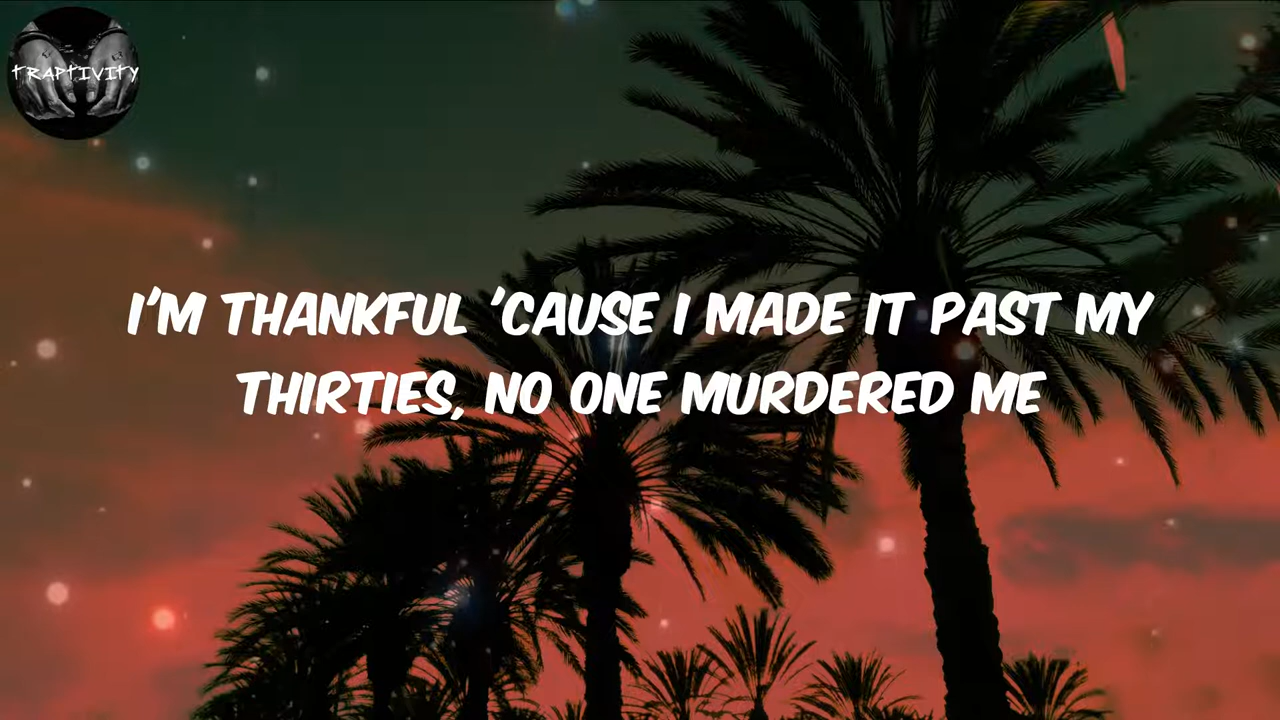 TRAPTIVITY
I'M THANKFUL 'CAUSE I MADE IT PAST MY
THIRTIES, NO ONE MURDERED ME